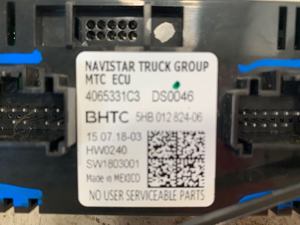 NAVISTAR TRUCK GROUP
MTC ECU
4065331C3 DS0046
BHTC 5HB 012 824-06
15.07.18-03
HW0240
SW1803001
Made in MEXICO
NO USER SERVICEABLE PARTS